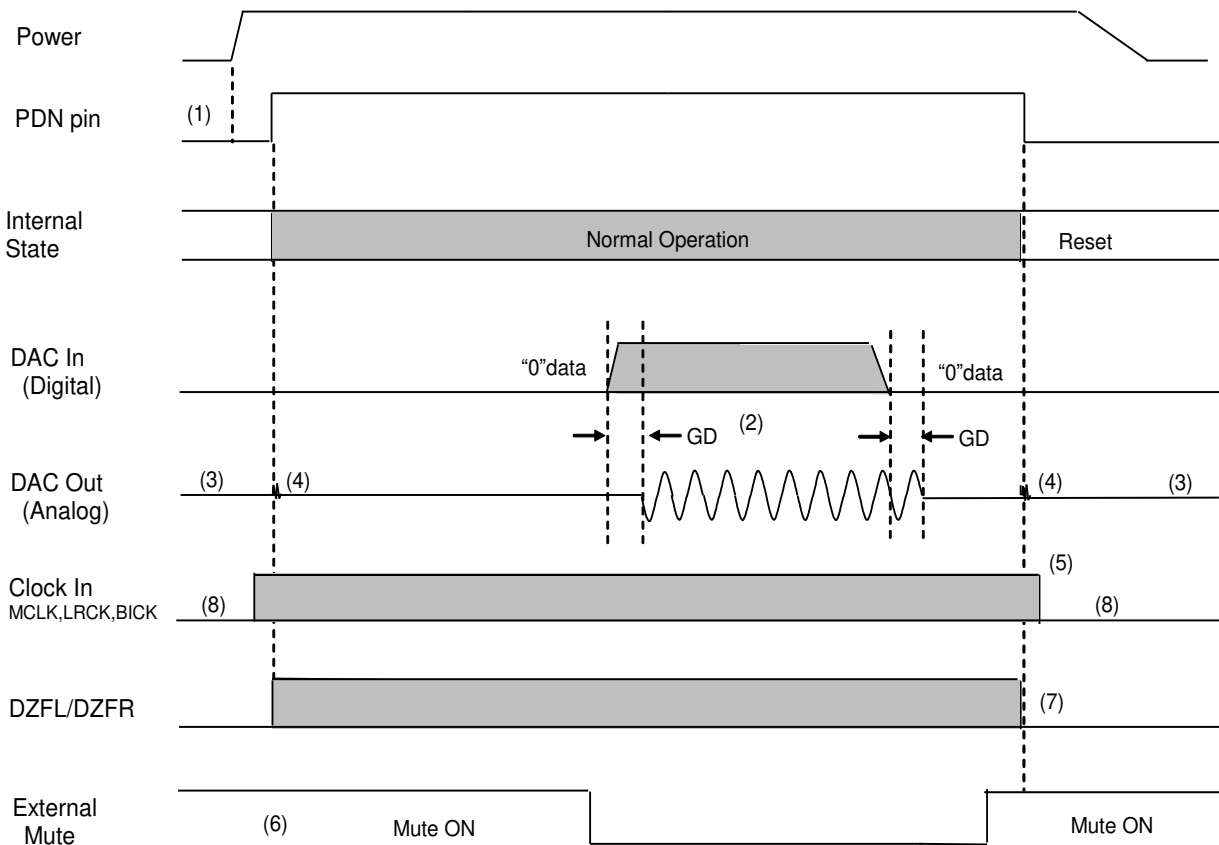 Power
PDN pin
(1)
Internal
State
Normal Operation
Reset
DAC In
(Digital)
“0”data
“0”data
(2)
GD
GD
DAC Out
(Analog)
(3)
(4)
(4)
(3)
Clock In
MCLK,LRCK,BICK
(8)
(5)
(8)
DZFL/DZFR
(7)
External
Mute
(6)
Mute ON
Mute ON